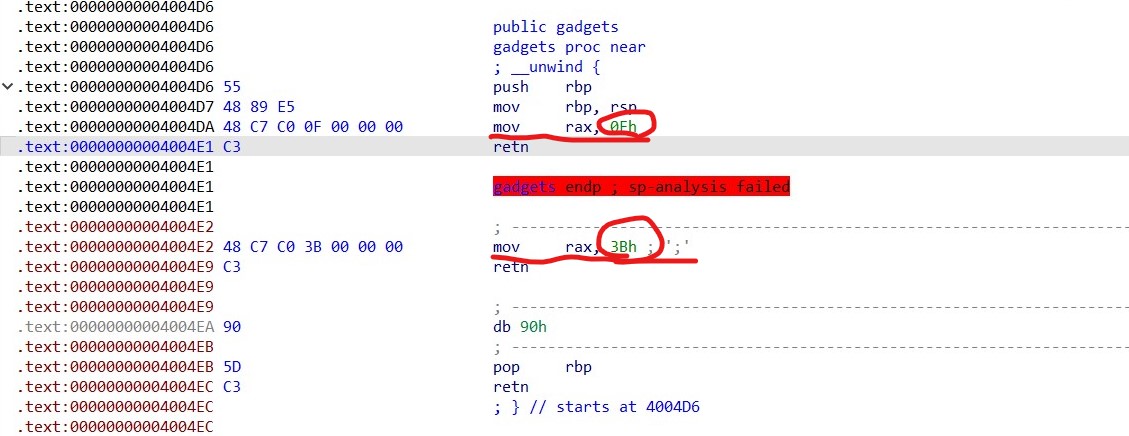 .text:00000000004004D6
.text:00000000004004D6 public gadgets
.text:00000000004004D6 gadgets proc near
.text:00000000004004D6 ; __unwind {
.text:00000000004004D6 55 push rbp
.text:00000000004004D7 48 89 E5 mov rbp, rsp
.text:00000000004004DA 48 C7 C0 0F 00 00 00 mov rax, 0Fh
.text:00000000004004E1 C3 retn
.text:00000000004004E1
.text:00000000004004E1 gadgets endp ; sp-analysis failed
.text:00000000004004E1
.text:00000000004004E2 ; ---------------------------------------------------------------------------
.text:00000000004004E2 48 C7 C0 3B 00 00 00 mov rax, 3Bh ; ';'
.text:00000000004004E9 C3 retn
.text:00000000004004E9
.text:00000000004004E9 ; ---------------------------------------------------------------------------
.text:00000000004004EA 90 db 90h
.text:00000000004004EB ; ---------------------------------------------------------------------------
.text:00000000004004EB 5D pop rbp
.text:00000000004004EC C3 retn
.text:00000000004004EC ; } // starts at 4004D6
.text:00000000004004EC